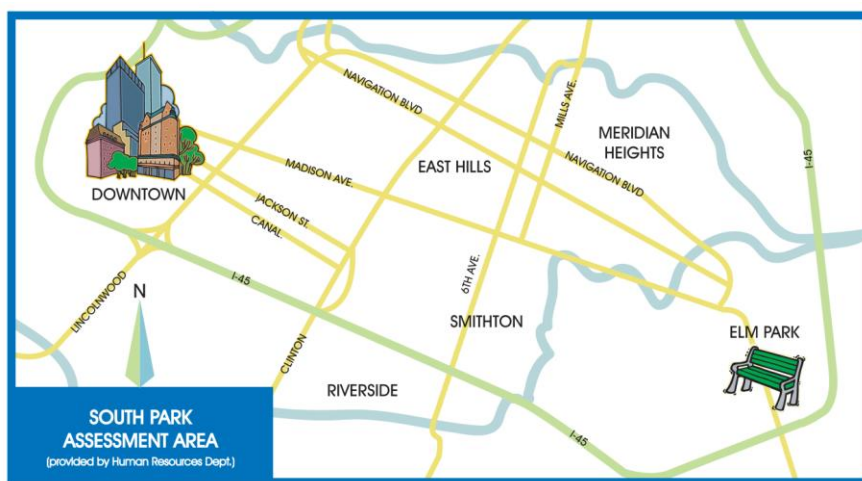 NAVIGATION BLVD
MILLS AVE.
MERIDIAN
HEIGHTS
EAST HILLS
MADISON AVE.
NAVIGATION BLVD
I-45
DOWNTOWN
JACKSON ST.
CANAL
I-45
6TH AVE.
N
LINCOLNWOOD
SMITHTON
ELM PARK
CLINTON
RIVERSIDE
I-45
SOUTH PARK
ASSESSMENT AREA
(provided by Human Resources Dept.)